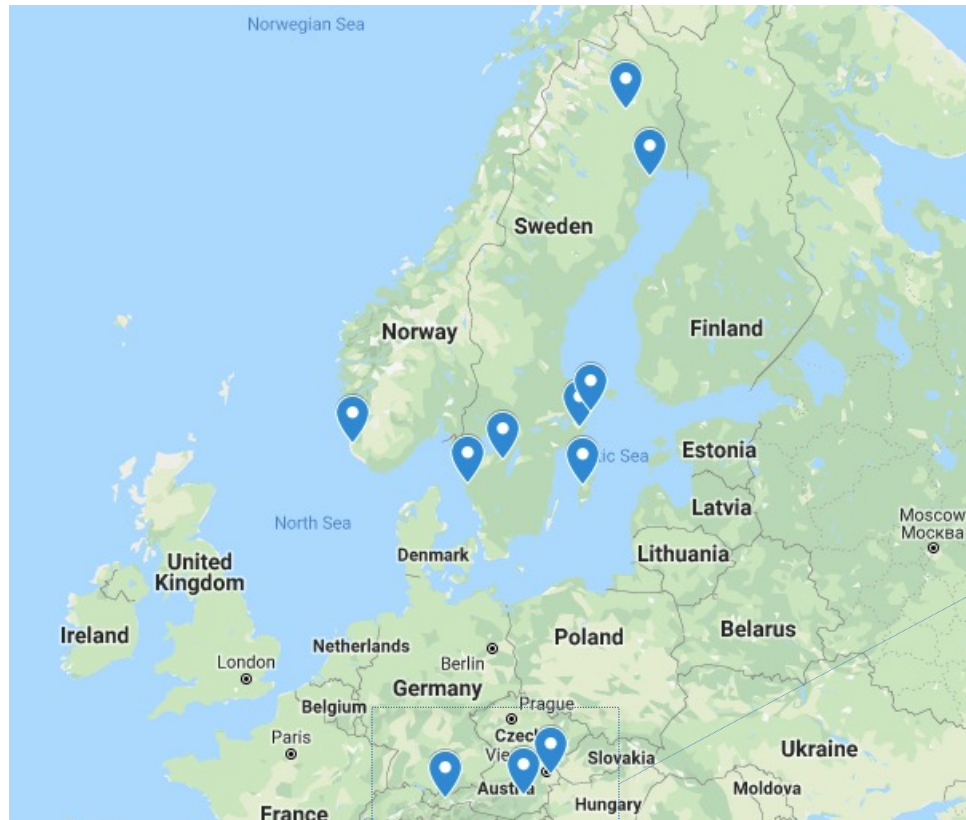 Norwegian Sea
Sweden
Norway
Finland
Estonia
Latvia
Lithuania
Moscow
Москва
North Sea
Denmark
United
Kingdom
Ireland
Netherlands
Poland
Belarus
London
Berlin
Germany
Belgium
Prague
Paris
Slovakia
Ukraine
Austria
Hungary
Moldova
France
Sea